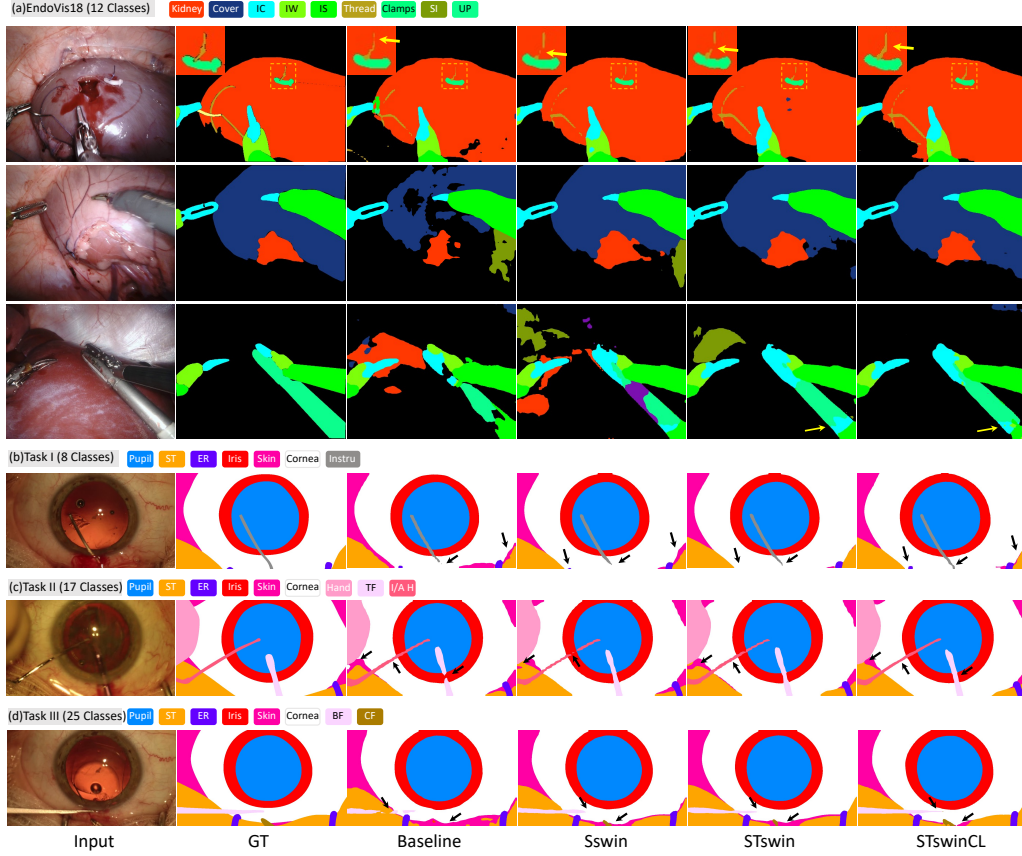 (a)EndoVis18 (12 Classes) Kidney Cover IC IW IS Thread Clamps SI UP
(b)Task I (8 Classes) Pupil ST ER Iris Skin Cornea Instru
(c)Task II (17 Classes) Pupil ST ER Iris Skin Cornea Hand TF I/A H
(d)Task III (25 Classes) Pupil ST ER Iris Skin Cornea BF CF
Input GT Baseline Sswin STswin STswinCL